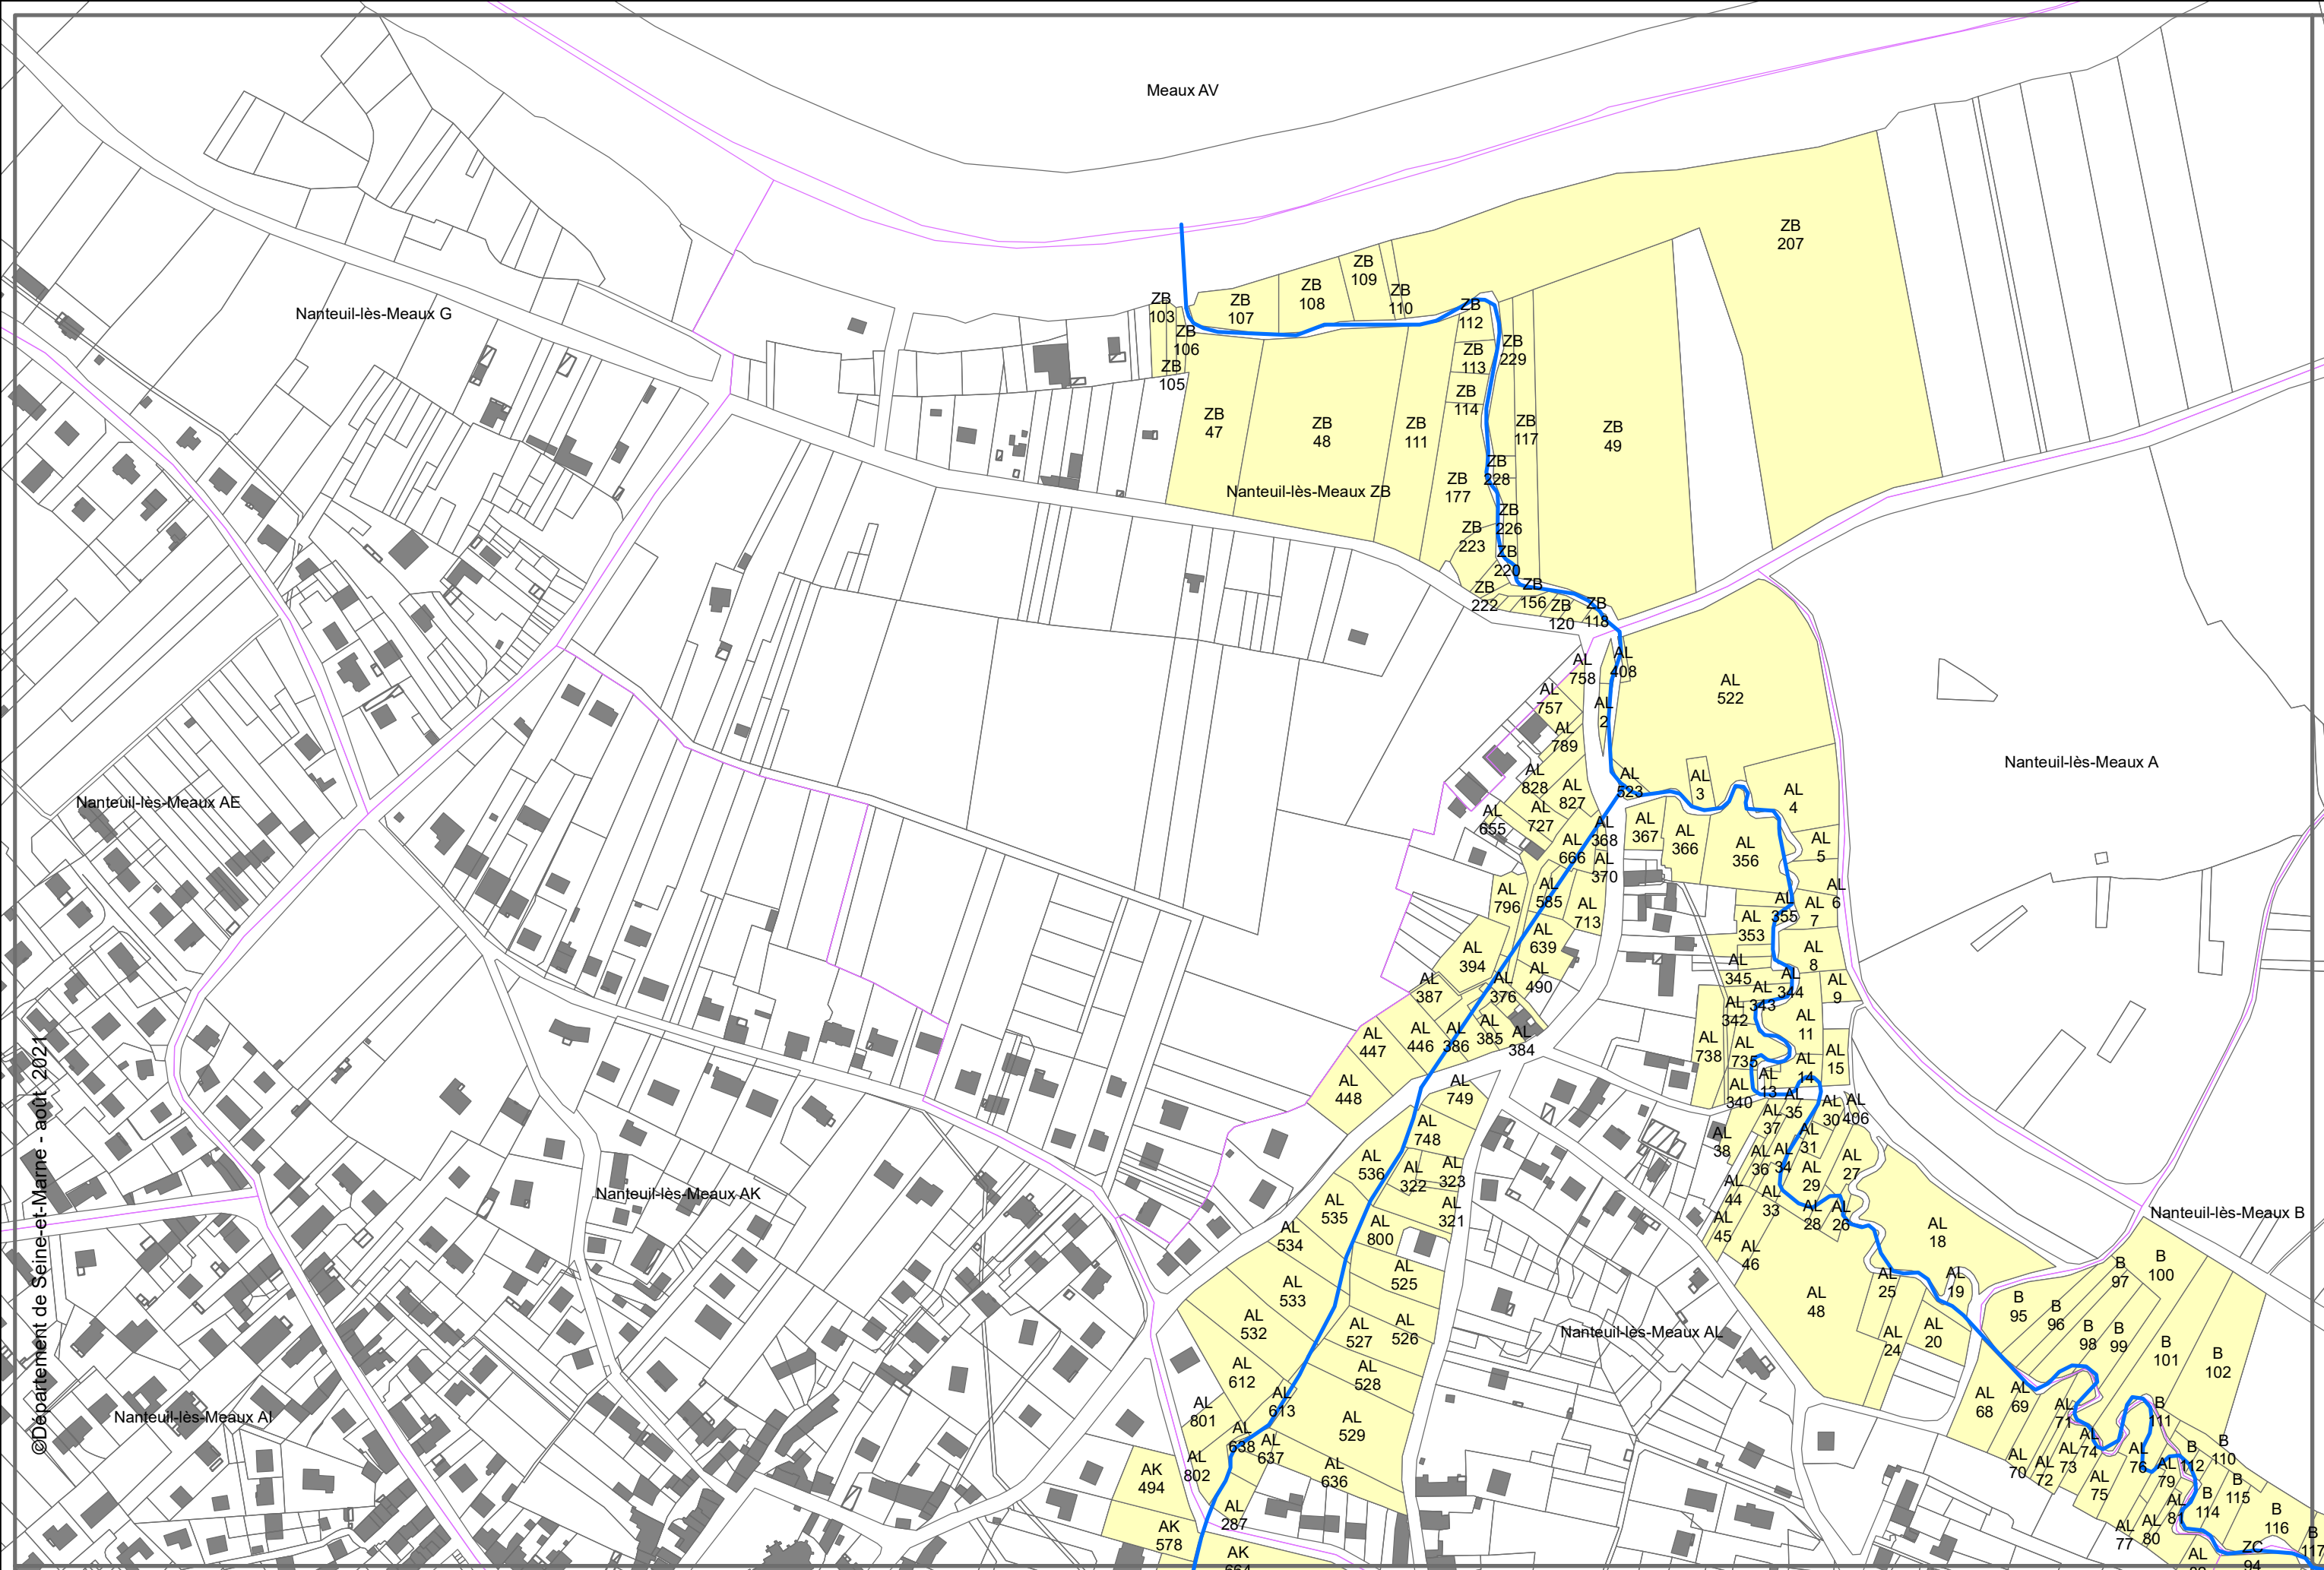 Meaux AV
ZB
207
ZB
109
ZB
108
ZB
110
ZB
103
ZB
107
ZB
112
Nanteuil-lès-Meaux G
ZB
106
ZB
229
ZB
113
ZB
105
ZB
114
ZB
47
ZB
48
ZB
111
ZB
117
ZB
49
ZB
228
ZB
177
Nanteuil-lès-Meaux ZB
ZB
226
ZB
223
ZB
220
ZB
222
ZB
156
ZB
120
ZB
118
AL
758
AL
408
AL
522
AL
757
AL
2
AL
789
Nanteuil-lès-Meaux A
AL
828
AL
523
AL
3
AL
827
AL
4
Nanteuil-lès-Meaux AE
AL
655
AL
727
AL
368
AL
367
AL
366
AL
356
AL
5
AL
666
AL
370
AL
796
AL
585
AL
713
AL
6
AL
355
AL
7
AL
353
AL
639
AL
394
AL
8
AL
345
AL
490
AL
387
AL
376
AL
344
AL
343
AL
9
AL
342
AL
11
AL
447
AL
446
AL
386
AL
385
AL
384
AL
738
AL
735
AL
15
AL
14
AL
13
AL
448
AL
749
AL
340
AL
35
AL
37
AL
30
AL
406
AL
748
AL
38
AL
31
AL
536
AL
322
AL
323
AL
36
AL
34
AL
29
AL
27
Nanteuil-lès-Meaux AK
AL
44
AL
33
AL
535
AL
321
AL
28
AL
26
Nanteuil-lès-Meaux B
AL
534
AL
800
AL
45
AL
46
AL
18
AL
525
AL
533
AL
48
AL
25
AL
19
B
97
B
100
B
95
B
96
B
98
B
99
AL
532
AL
527
AL
526
Nanteuil-lès-Meaux AL
AL
24
AL
20
B
101
B
102
AL
612
AL
528
AL
613
AL
801
AL
68
AL
69
AL
71
B
111
Nanteuil-lès-Meaux AI
AL
529
AL
638
AL
637
AL
802
AL
636
AK
494
AL
70
AL
72
AL
73
AL
74
AL
75
AL
76
AL
79
B
112
B
110
B
115
B
114
AL
81
AL
287
AK
578
AL
77
AL
80
B
116
B
117
AK
664
AL
ZC
94
©Département de Seine-et-Marne - août 2021